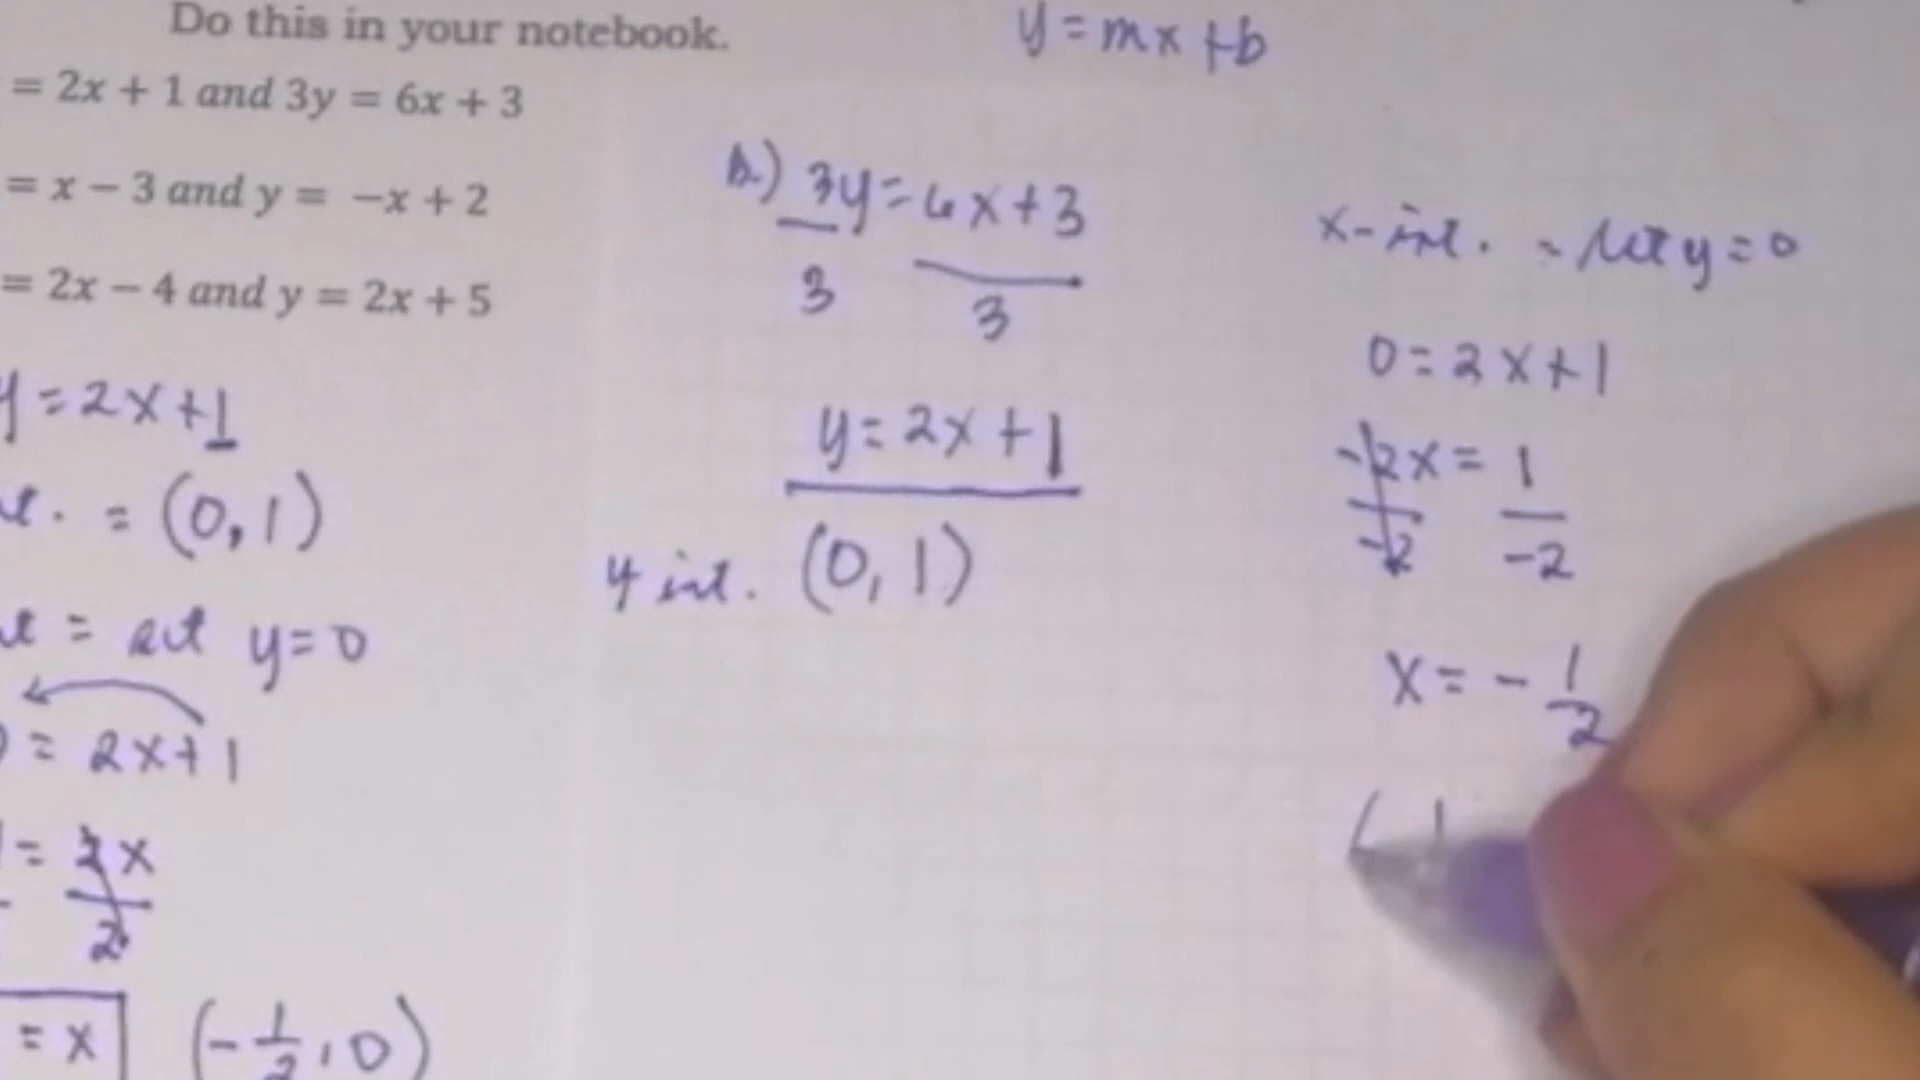 Do this in your notebook.
= 2x + 1 and 3y = 6x + 3
= x − 3 and y = −x + 2
= 2x − 4 and y = 2x + 5
y = 2x + 1
= (0, 1)
y = 0
= 2x + 1
= 2x
2
= x
(-1/2, 0)
y = mx + b
b.) 3y = 6x + 3
3 3
y = 2x + 1
y int. (0, 1)
x-int. = let y = 0
0 = 2x + 1
-2x = 1
-2 -2
x = -1/2
(